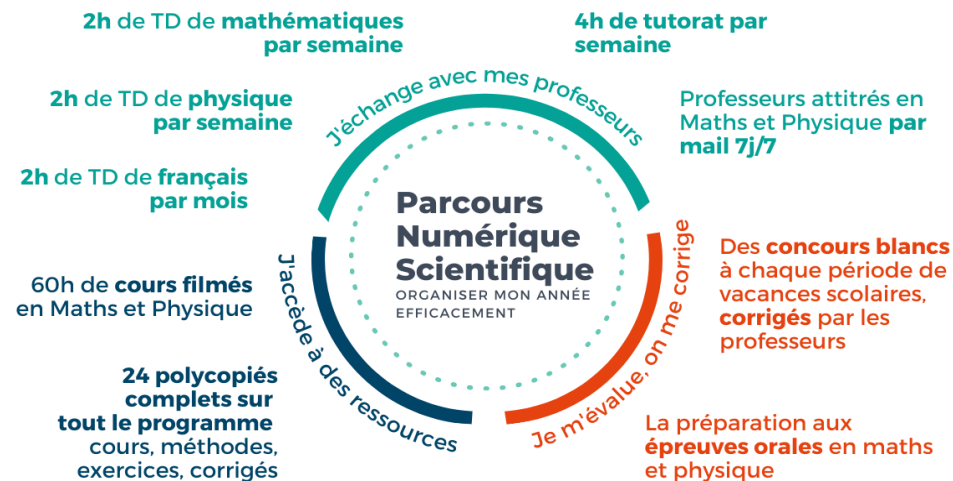 2h de TD de mathématiques
par semaine
4h de tutorat par
semaine
J'échange avec mes professeurs
2h de TD de physique
par semaine
Professeurs attitrés en
Maths et Physique par
mail 7j/7
2h de TD de français
par mois
Parcours
Numérique
Scientifique
ORGANISER MON ANNÉE
EFFICACEMENT
J'accède à des ressources
60h de cours filmés
en Maths et Physique
24 polycopiés
complets sur
tout le programme
cours, méthodes,
exercices, corrigés
Je m'évalue, on me corrige
Des concours blancs
à chaque période de
vacances scolaires,
corrigés par les
professeurs
La préparation aux
épreuves orales en maths
et physique